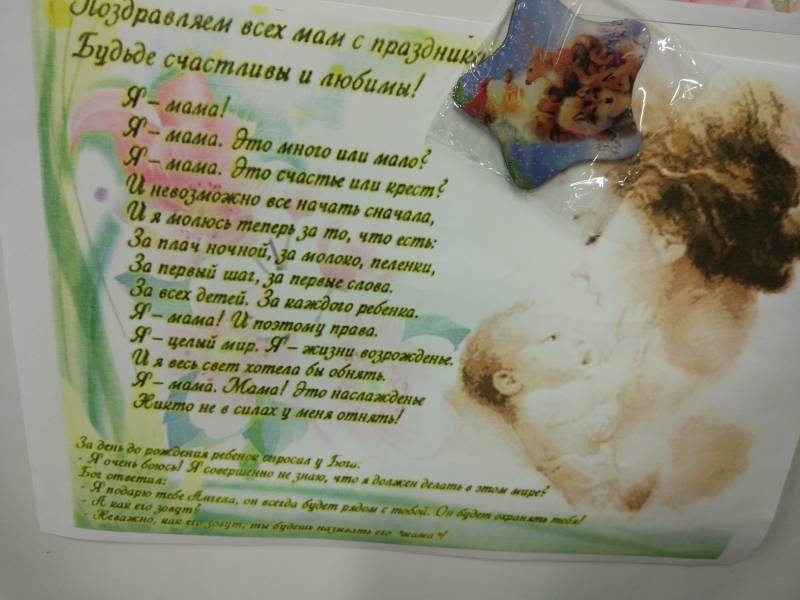 Поздравляем всех мам с праздником
Будьде счастливы и любимы!
Я – мама!
Я – мама. Это много или мало?
Я – мама. Это счастье или крест?
И невозможно все начать сначала,
И я молюсь теперь за то, что есть:
За плач ночной, за молоко, пеленки,
За первый шаг, за первые слова.
За всех детей. За каждого ребенка.
Я – мама! И поэтому права.
Я – целый мир. Я – жизни возрожденье.
И я весь свет хотела бы обнять.
Я – мама. Мама! Это наслажденье
Никто не в силах у меня отнять!
За день до рождения ребенок спросил у Бога.
- Я очень боюсь! Я совершенно не знаю, что я должен делать в этом мире?
Бог ответил:
- Я подарю тебе Ангела, он всегда будет рядом с тобой. Он будет охранять тебя!
- А как его зовут?
- Неважно, как его зовут, ты будешь называть его "мама"!